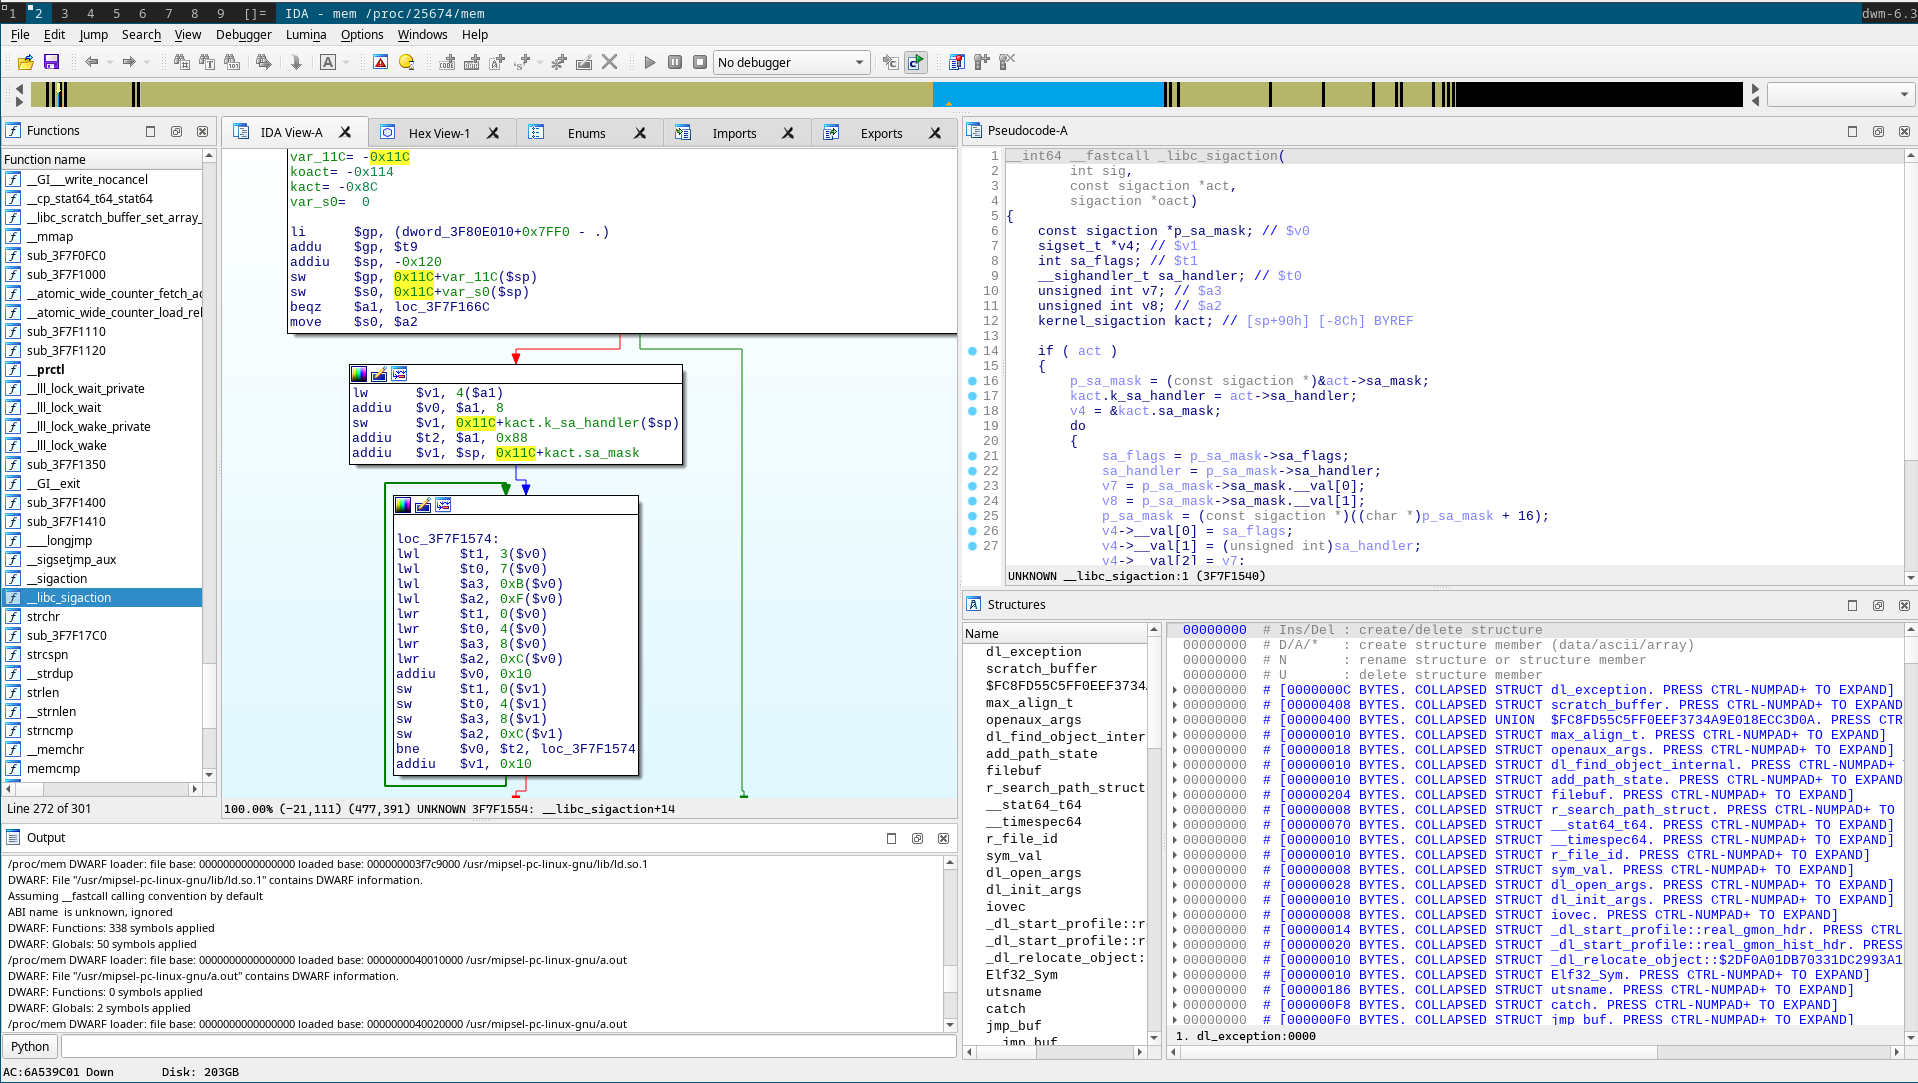 1 2 3 4 5 6 7 8 9 []= IDA - mem /proc/25674/mem dwm-6.3
File Edit Jump Search View Debugger Lumina Options Windows Help
No debugger
Functions
Function name
__GI___write_nocancel
__cp_stat64_t64_stat64
__libc_scratch_buffer_set_array_
__mmap
sub_3F7F0FC0
sub_3F7F1000
__atomic_wide_counter_fetch_ac
__atomic_wide_counter_load_rel
sub_3F7F1110
sub_3F7F1120
__prctl
__lll_lock_wait_private
__lll_lock_wait
__lll_lock_wake_private
__lll_lock_wake
sub_3F7F1350
__GI__exit
sub_3F7F1400
sub_3F7F1410
____longjmp
__sigsetjmp_aux
__sigaction
__libc_sigaction
strchr
sub_3F7F17C0
strcspn
__strdup
strlen
__strnlen
strncmp
__memchr
memcmp
Line 272 of 301
IDA View-A Hex View-1 Enums Imports Exports
var_11C= -0x11C
koact= -0x114
kact= -0x8C
var_s0=  0
li $gp, (dword_3F80E010+0x7FF0 - .)
addu $gp, $t9
addiu $sp, -0x120
sw $gp, 0x11C+var_11C($sp)
sw $s0, 0x11C+var_s0($sp)
beqz $a1, loc_3F7F166C
move $s0, $a2
lw $v1, 4($a1)
addiu $v0, $a1, 8
sw $v1, 0x11C+kact.k_sa_handler($sp)
addiu $t2, $a1, 0x88
addiu $v1, $sp, 0x11C+kact.sa_mask
loc_3F7F1574:
lwl $t1, 3($v0)
lwl $t0, 7($v0)
lwl $a3, 0xB($v0)
lwl $a2, 0xF($v0)
lwr $t1, 0($v0)
lwr $t0, 4($v0)
lwr $a3, 8($v0)
lwr $a2, 0xC($v0)
addiu $v0, 0x10
sw $t1, 0($v1)
sw $t0, 4($v1)
sw $a3, 8($v1)
sw $a2, 0xC($v1)
bne $v0, $t2, loc_3F7F1574
addiu $v1, 0x10
100.00% (-21,111) (477,391) UNKNOWN 3F7F1554: __libc_sigaction+14
Pseudocode-A
1 __int64 __fastcall _libc_sigaction(
2 int sig,
3 const sigaction *act,
4 sigaction *oact)
5 {
6 const sigaction *p_sa_mask; // $v0
7 sigset_t *v4; // $v1
8 int sa_flags; // $t1
9 __sighandler_t sa_handler; // $t0
10 unsigned int v7; // $a3
11 unsigned int v8; // $a2
12 kernel_sigaction kact; // [sp+90h] [-8Ch] BYREF
13
14 if ( act )
15 {
16 p_sa_mask = (const sigaction *)&act->sa_mask;
17 kact.k_sa_handler = act->sa_handler;
18 v4 = &kact.sa_mask;
19 do
20 {
21 sa_flags = p_sa_mask->sa_flags;
22 sa_handler = p_sa_mask->sa_handler;
23 v7 = p_sa_mask->sa_mask.__val[0];
24 v8 = p_sa_mask->sa_mask.__val[1];
25 p_sa_mask = (const sigaction *)((char *)p_sa_mask + 16);
26 v4->__val[0] = sa_flags;
27 v4->__val[1] = (unsigned int)sa_handler;
v4->__val[2] = v7;
UNKNOWN __libc_sigaction:1 (3F7F1540)
Structures
Name
dl_exception
scratch_buffer
$FC8FD55C5FF0EEF3734.
max_align_t
openaux_args
dl_find_object_inter
add_path_state
filebuf
r_search_path_struct
__stat64_t64
__timespec64
r_file_id
sym_val
dl_open_args
dl_init_args
iovec
_dl_start_profile::r
_dl_start_profile::r
_dl_relocate_object:
Elf32_Sym
utsname
catch
jmp_buf
__jmp_buf
00000000 # Ins/Del : create/delete structure
00000000 # D/A/* : create structure member (data/ascii/array)
00000000 # N : rename structure or structure member
00000000 # U : delete structure member
00000000 # [0000000C BYTES. COLLAPSED STRUCT dl_exception. PRESS CTRL-NUMPAD+ TO EXPAND]
00000000 # [00000408 BYTES. COLLAPSED STRUCT scratch_buffer. PRESS CTRL-NUMPAD+ TO EXPAND
00000000 # [00000400 BYTES. COLLAPSED UNION  $FC8FD55C5FF0EEF3734A9E018ECC3D0A. PRESS CTR
00000000 # [00000010 BYTES. COLLAPSED STRUCT max_align_t. PRESS CTRL-NUMPAD+ TO EXPAND]
00000000 # [00000018 BYTES. COLLAPSED STRUCT openaux_args. PRESS CTRL-NUMPAD+ TO EXPAND]
00000000 # [00000010 BYTES. COLLAPSED STRUCT dl_find_object_internal. PRESS CTRL-NUMPAD+
00000000 # [00000010 BYTES. COLLAPSED STRUCT add_path_state. PRESS CTRL-NUMPAD+ TO EXPAND
00000000 # [00000204 BYTES. COLLAPSED STRUCT filebuf. PRESS CTRL-NUMPAD+ TO EXPAND]
00000000 # [00000008 BYTES. COLLAPSED STRUCT r_search_path_struct. PRESS CTRL-NUMPAD+ TO
00000000 # [00000070 BYTES. COLLAPSED STRUCT __stat64_t64. PRESS CTRL-NUMPAD+ TO EXPAND]
00000000 # [00000010 BYTES. COLLAPSED STRUCT __timespec64. PRESS CTRL-NUMPAD+ TO EXPAND]
00000000 # [00000010 BYTES. COLLAPSED STRUCT r_file_id. PRESS CTRL-NUMPAD+ TO EXPAND]
00000000 # [00000008 BYTES. COLLAPSED STRUCT sym_val. PRESS CTRL-NUMPAD+ TO EXPAND]
00000000 # [00000028 BYTES. COLLAPSED STRUCT dl_open_args. PRESS CTRL-NUMPAD+ TO EXPAND]
00000000 # [00000010 BYTES. COLLAPSED STRUCT dl_init_args. PRESS CTRL-NUMPAD+ TO EXPAND]
00000000 # [00000008 BYTES. COLLAPSED STRUCT iovec. PRESS CTRL-NUMPAD+ TO EXPAND]
00000000 # [00000014 BYTES. COLLAPSED STRUCT _dl_start_profile::real_gmon_hdr. PRESS CTRL
00000000 # [00000020 BYTES. COLLAPSED STRUCT _dl_start_profile::real_gmon_hist_hdr. PRESS
00000000 # [00000010 BYTES. COLLAPSED STRUCT _dl_relocate_object::$2DF0A01DB70331DC2993A1
00000000 # [00000010 BYTES. COLLAPSED STRUCT Elf32_Sym. PRESS CTRL-NUMPAD+ TO EXPAND]
00000000 # [00000186 BYTES. COLLAPSED STRUCT utsname. PRESS CTRL-NUMPAD+ TO EXPAND]
00000000 # [000000F8 BYTES. COLLAPSED STRUCT catch. PRESS CTRL-NUMPAD+ TO EXPAND]
00000000 # [000000F0 BYTES. COLLAPSED STRUCT jmp_buf. PRESS CTRL-NUMPAD+ TO EXPAND]
1. dl_exception:0000
Output
/proc/mem DWARF loader: file base: 0000000000000000 loaded base: 000000003f7c9000 /usr/mipsel-pc-linux-gnu/lib/ld.so.1
DWARF: File "/usr/mipsel-pc-linux-gnu/lib/ld.so.1" contains DWARF information.
Assuming __fastcall calling convention by default
ABI name  is unknown, ignored
DWARF: Functions: 338 symbols applied
DWARF: Globals: 50 symbols applied
/proc/mem DWARF loader: file base: 0000000000000000 loaded base: 0000000040010000 /usr/mipsel-pc-linux-gnu/a.out
DWARF: File "/usr/mipsel-pc-linux-gnu/a.out" contains DWARF information.
DWARF: Functions: 0 symbols applied
DWARF: Globals: 2 symbols applied
/proc/mem DWARF loader: file base: 0000000000000000 loaded base: 0000000040020000 /usr/mipsel-pc-linux-gnu/a.out
Python
AC:6A539C01 Down Disk: 203GB